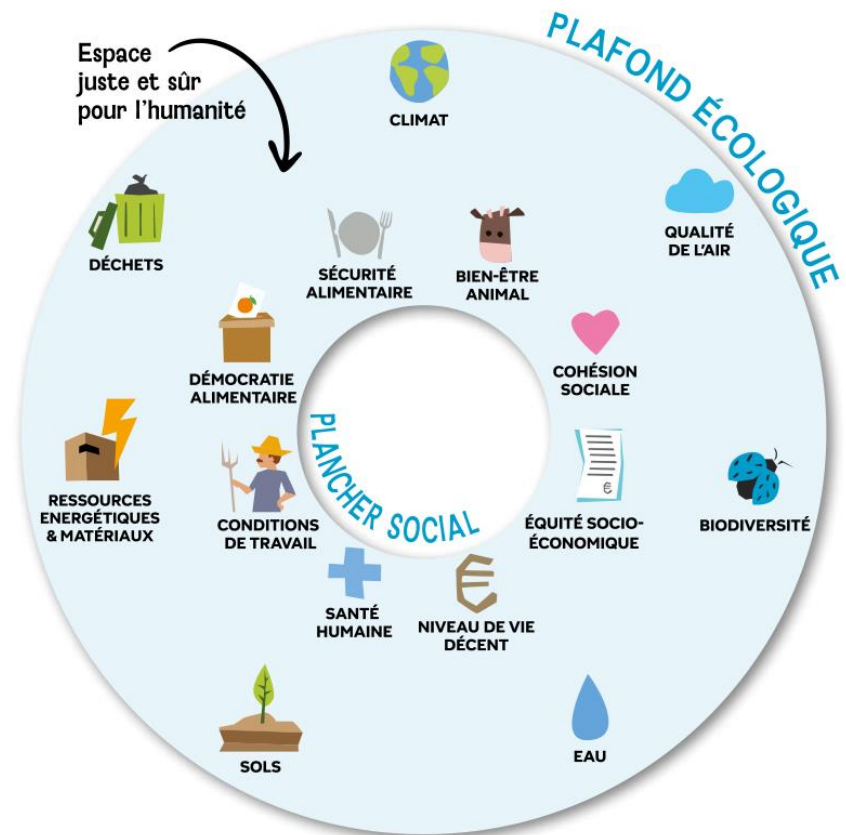 Espace
juste et sûr
pour l'humanité
PLAFOND ÉCOLOGIQUE
CLIMAT
QUALITÉ
DE L'AIR
DÉCHETS
SÉCURITÉ
ALIMENTAIRE
BIEN-ÊTRE
ANIMAL
DÉMOCRATIE
ALIMENTAIRE
COHÉSION
SOCIALE
PLANCHER SOCIAL
RESSOURCES
ENERGÉTIQUES
& MATÉRIAUX
CONDITIONS
DE TRAVAIL
€
ÉQUITÉ SOCIO-
ÉCONOMIQUE
BIODIVERSITÉ
SANTÉ
HUMAINE
€
NIVEAU DE VIE
DÉCENT
SOLS
EAU